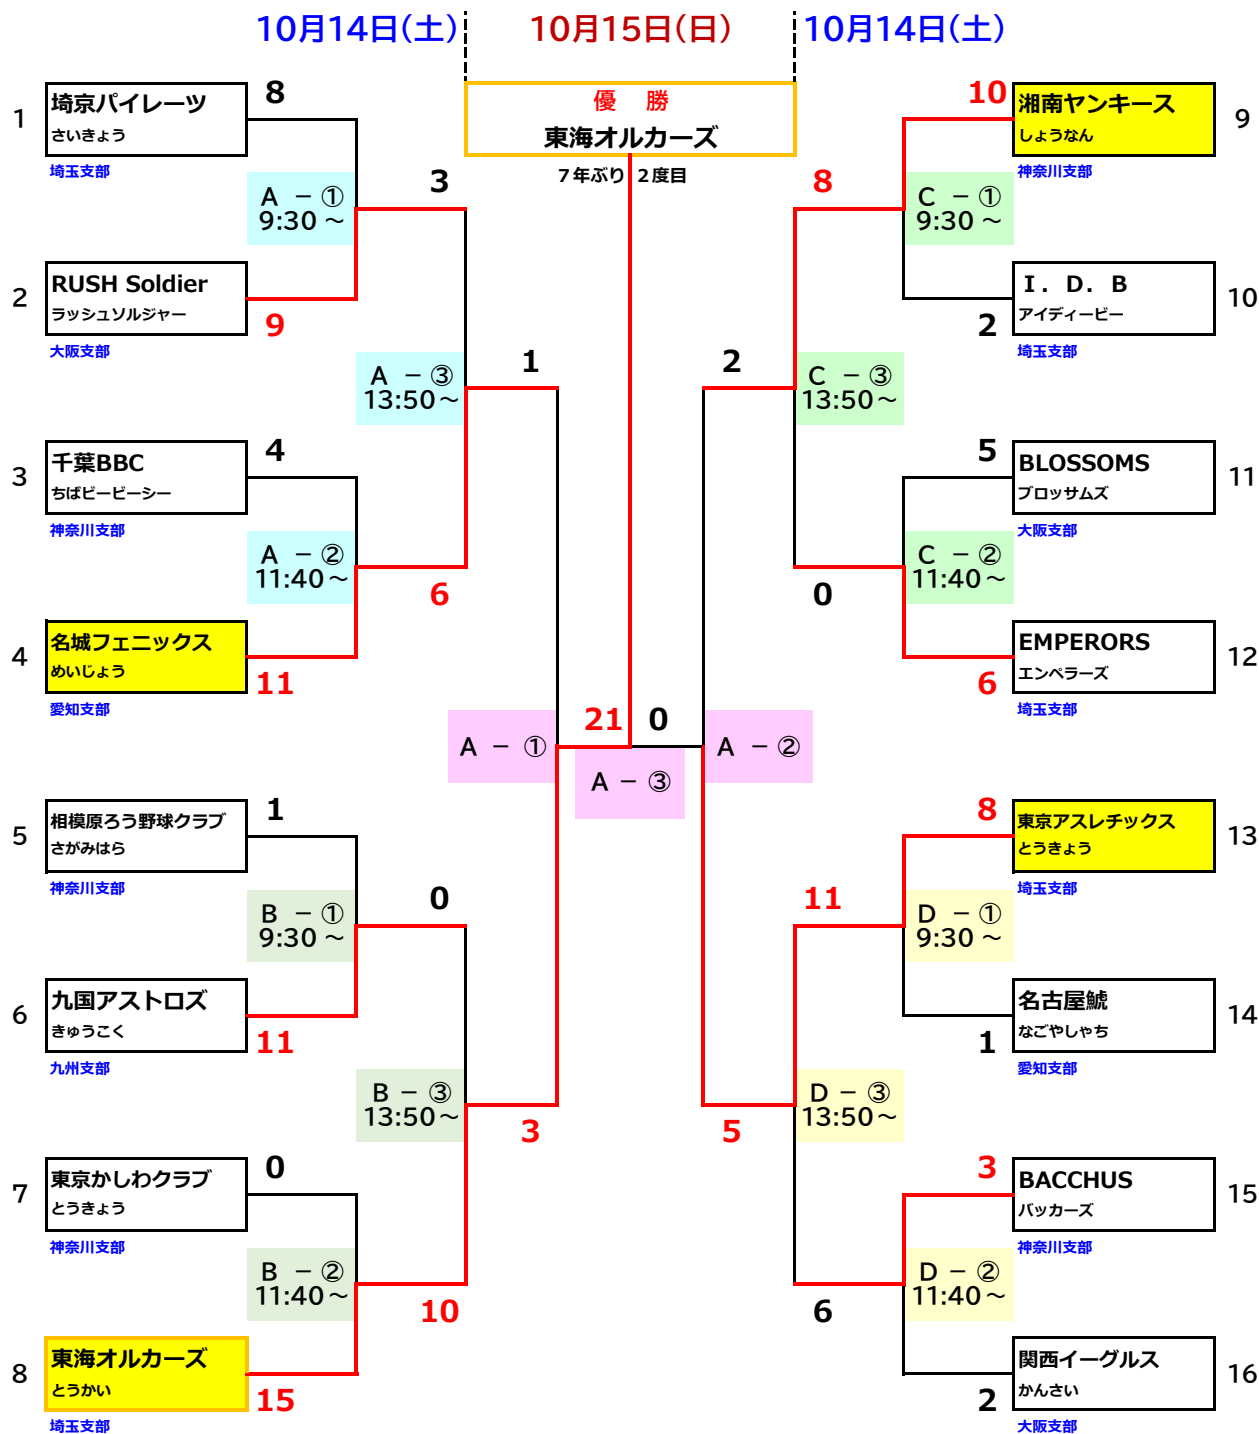 10月14日(土)
10月15日(日)
10月14日(土)
優　勝
東海オルカーズ
7年ぶり 2度目
1
埼京パイレーツ
さいきょう
埼玉支部
8
A － ①
9:30 ～
2
RUSH Soldier
ラッシュソルジャー
大阪支部
9
3
A － ③
13:50～
3
千葉BBC
ちばビービーシー
神奈川支部
4
A － ②
11:40～
4
名城フェニックス
めいじょう
愛知支部
11
6
1
A － ①
5
相模原ろう野球クラブ
さがみはら
神奈川支部
1
B － ①
9:30 ～
6
九国アストロズ
きゅうこく
九州支部
11
0
B － ③
13:50～
7
東京かしわクラブ
とうきょう
神奈川支部
0
B － ②
11:40～
8
東海オルカーズ
とうかい
埼玉支部
15
10
3
21
0
A － ③
10
湘南ヤンキース
しょうなん
神奈川支部
9
C － ①
9:30 ～
2
Ｉ．Ｄ．Ｂ
アイディービー
埼玉支部
10
8
C － ③
13:50～
5
BLOSSOMS
ブロッサムズ
大阪支部
11
C － ②
11:40～
6
EMPERORS
エンペラーズ
埼玉支部
12
0
2
A － ②
8
東京アスレチックス
とうきょう
埼玉支部
13
D － ①
9:30 ～
1
名古屋鯱
なごやしゃち
愛知支部
14
11
D － ③
13:50～
3
BACCHUS
バッカーズ
神奈川支部
15
D － ②
11:40～
2
関西イーグルス
かんさい
大阪支部
16
6
5